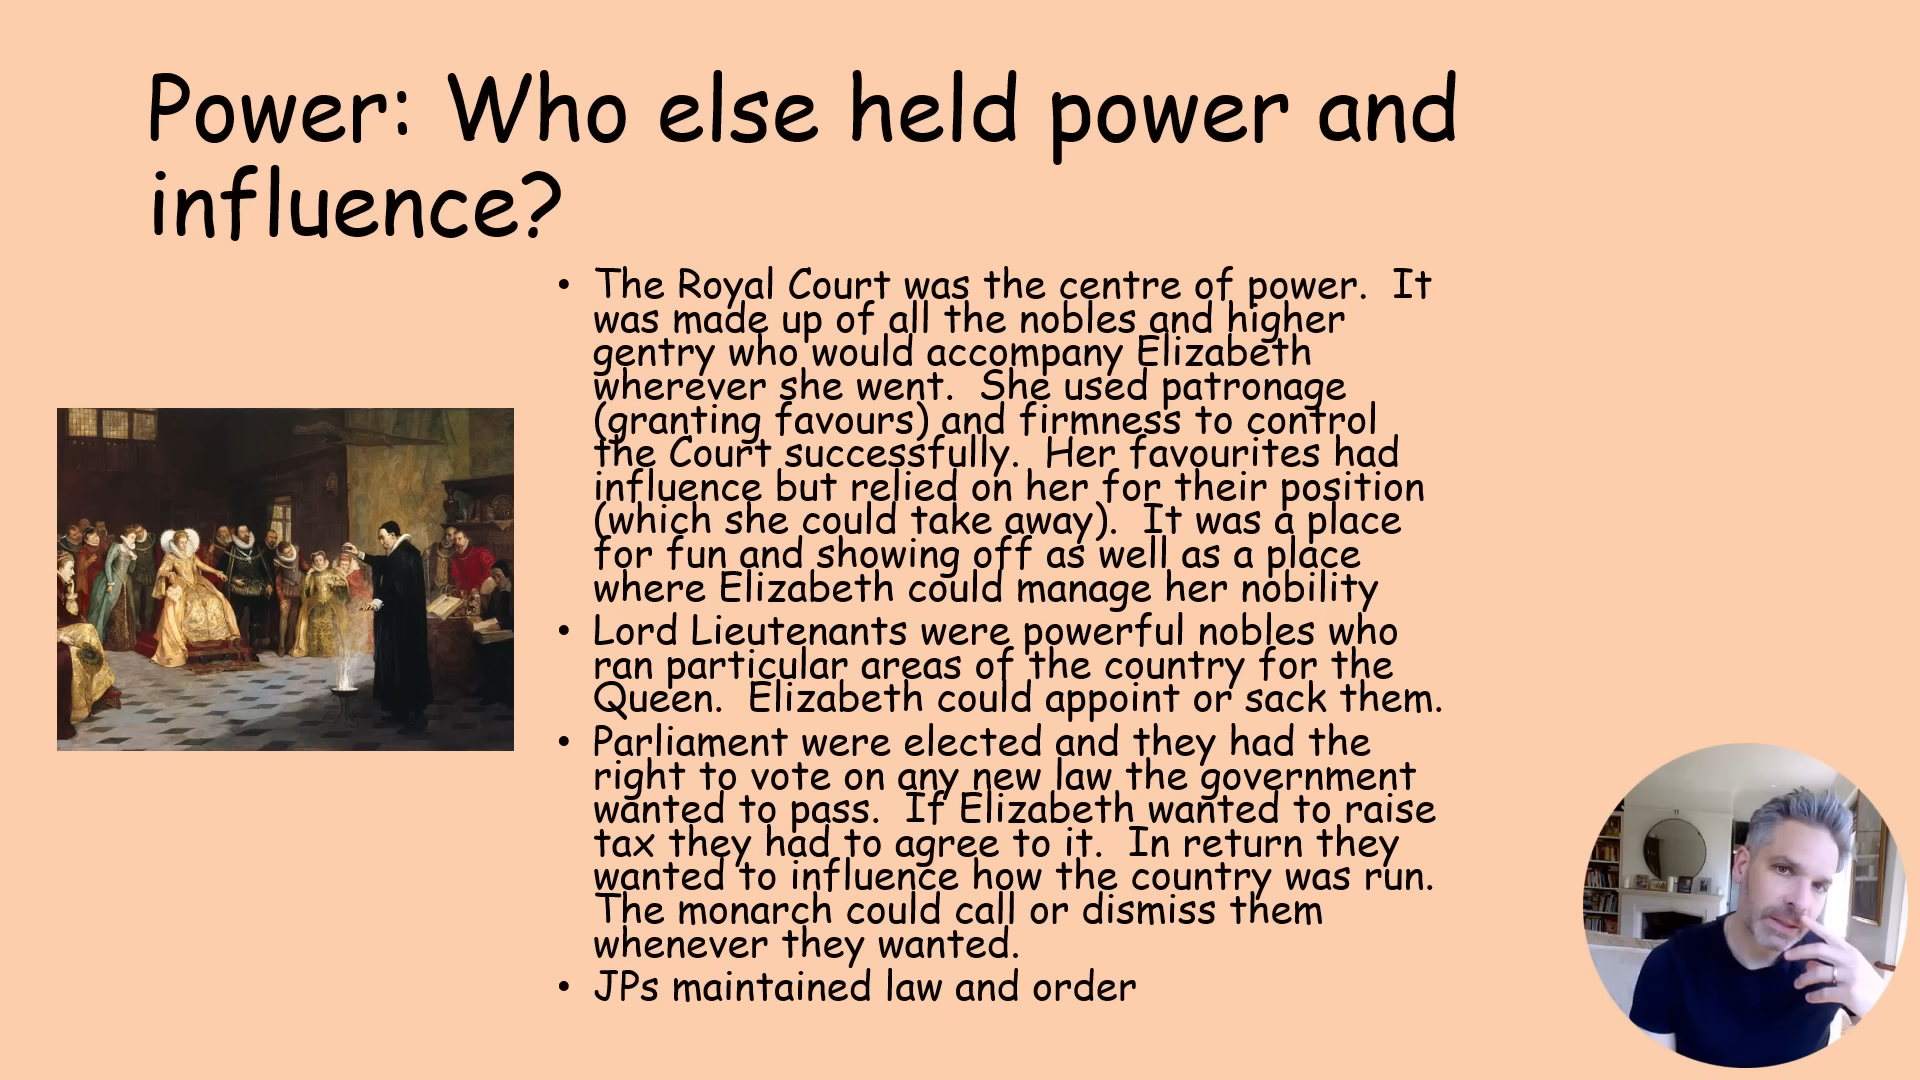 Power: Who else held power and
influence?
• The Royal Court was the centre of power.  It
was made up of all the nobles and higher
gentry who would accompany Elizabeth
wherever she went.  She used patronage
(granting favours) and firmness to control
the Court successfully.  Her favourites had
influence but relied on her for their position
(which she could take away).  It was a place
for fun and showing off as well as a place
where Elizabeth could manage her nobility
• Lord Lieutenants were powerful nobles who
ran particular areas of the country for the
Queen.  Elizabeth could appoint or sack them.
• Parliament were elected and they had the
right to vote on any new law the government
wanted to pass.  If Elizabeth wanted to raise
tax they had to agree to it.  In return they
wanted to influence how the country was run.
The monarch could call or dismiss them
whenever they wanted.
• JPs maintained law and order